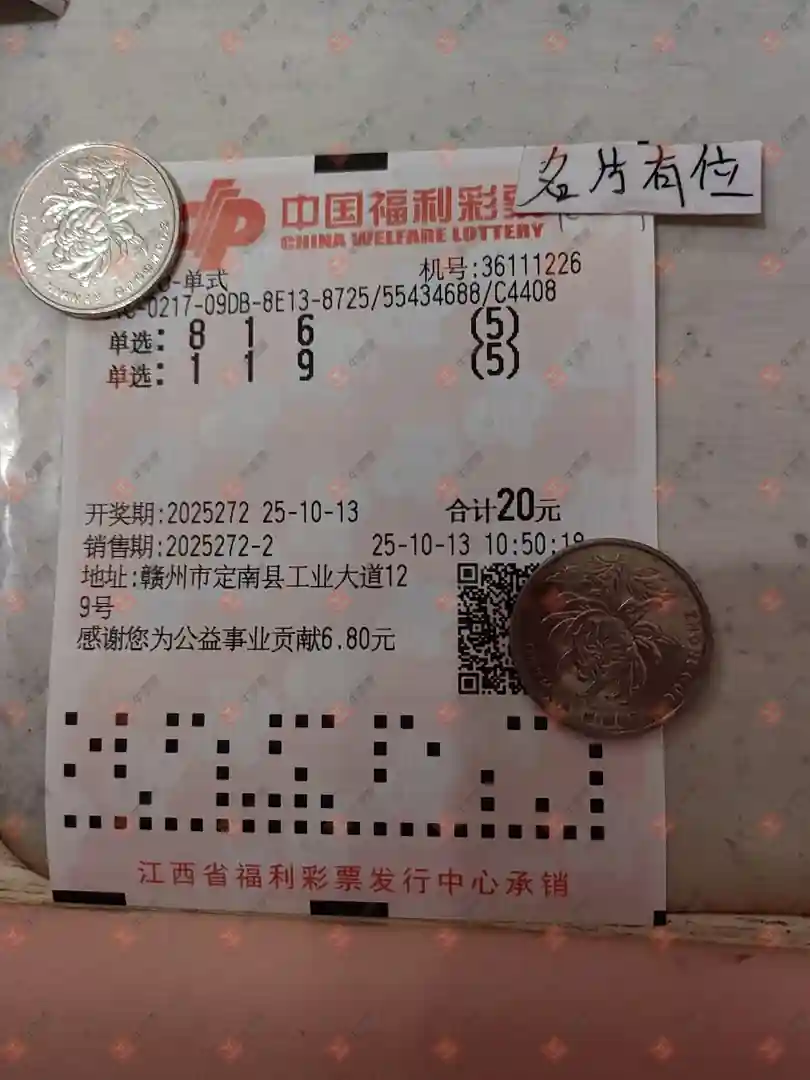 名片有位
中国福利彩票
CHINA WELFARE LOTTERY
-单式 机号:36111226
-0217-09DB-8E13-8725/55434688/C4408
单选: 8 1 6 (5)
单选: 1 1 9 (5)
开奖期:2025272 25-10-13 合计20元
销售期:2025272-2 25-10-13 10:50:18
地址:赣州市定南县工业大道12
9号
感谢您为公益事业贡献6.80元
江西省福利彩票发行中心承销